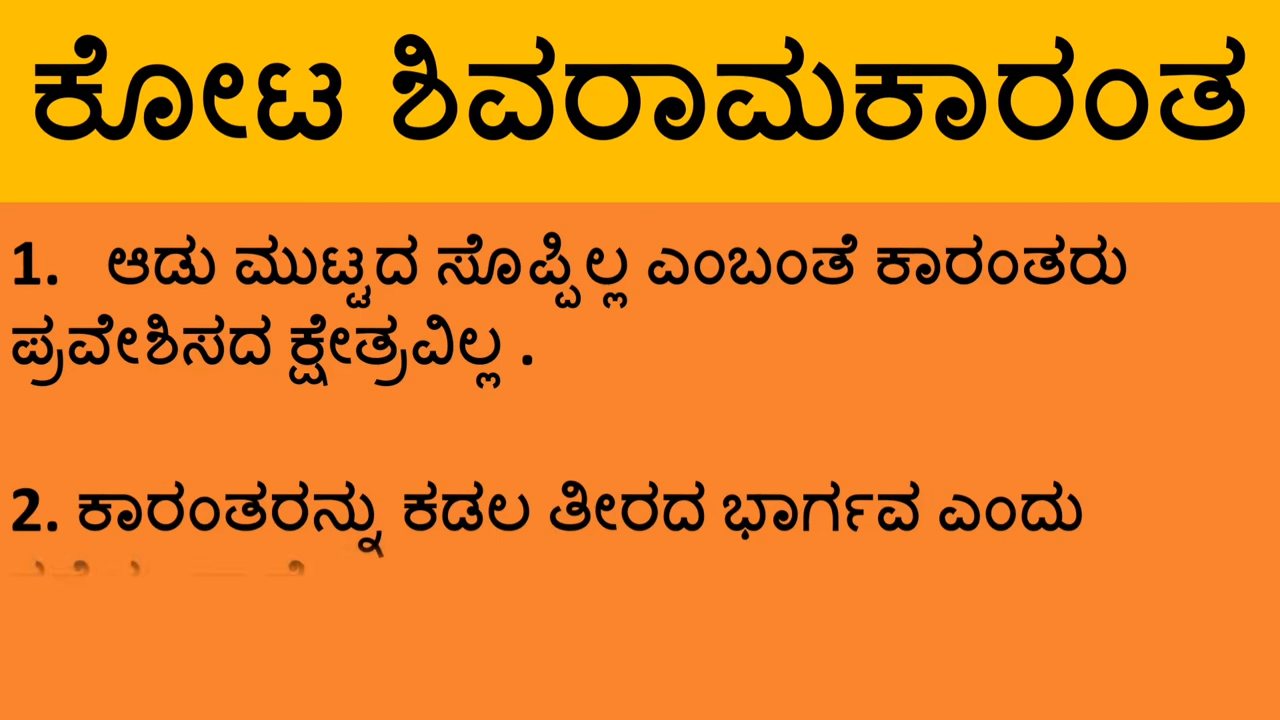 ಕೋಟ ಶಿವರಾಮಕಾರಂತ
1. ಆಡು ಮುಟ್ಟದ ಸೊಪ್ಪಿಲ್ಲ ಎಂಬಂತೆ ಕಾರಂತರು
ಪ್ರವೇಶಿಸದ ಕ್ಷೇತ್ರವಿಲ್ಲ .
2. ಕಾರಂತರನ್ನು ಕಡಲ ತೀರದ ಭಾರ್ಗವ ಎಂದು